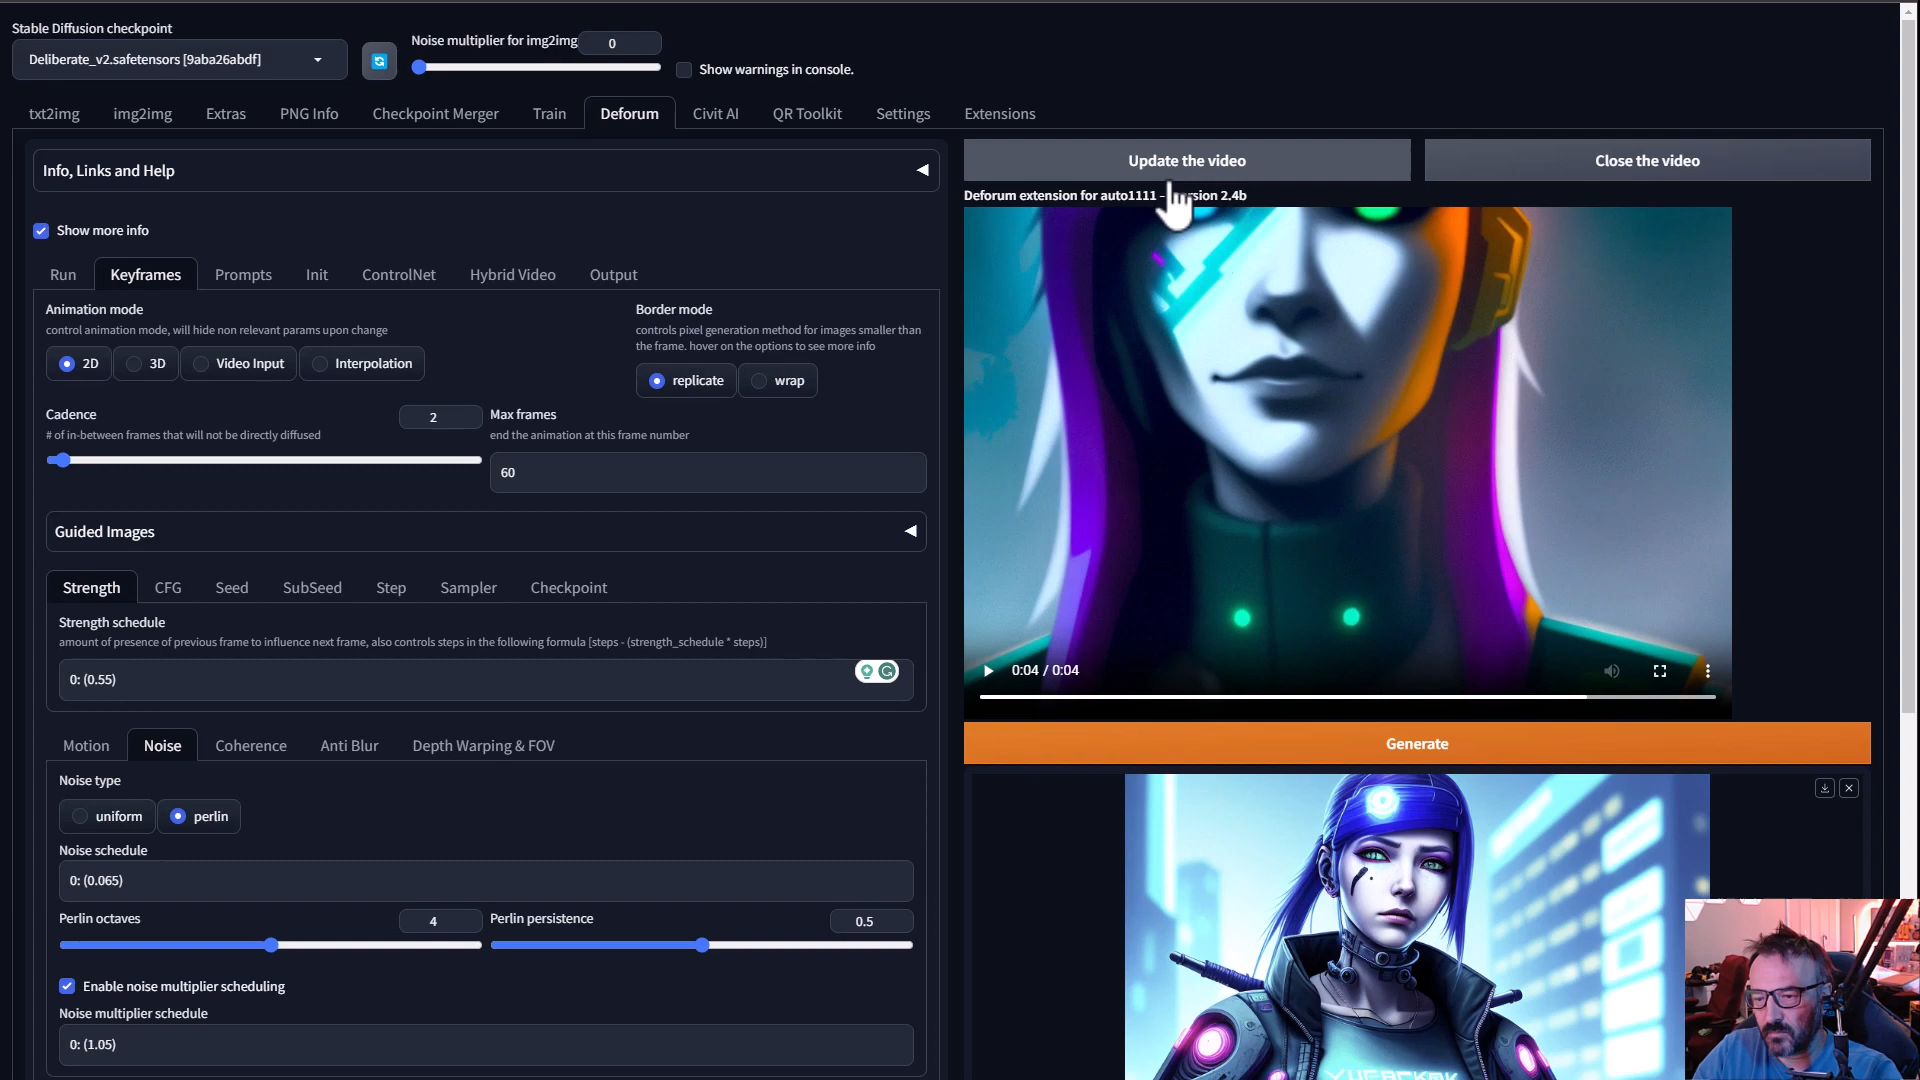 Stable Diffusion checkpoint
Deliberate_v2.safetensors [9aba26abdf]
Noise multiplier for img2img
0
Show warnings in console.
txt2img
img2img
Extras
PNG Info
Checkpoint Merger
Train
Deforum
Civit AI
QR Toolkit
Settings
Extensions
Info, Links and Help
Show more info
Run
Keyframes
Prompts
Init
ControlNet
Hybrid Video
Output
Animation mode
control animation mode, will hide non relevant params upon change
2D
3D
Video Input
Interpolation
Border mode
controls pixel generation method for images smaller than
the frame. hover on the options to see more info
replicate
wrap
Cadence
2
# of in-between frames that will not be directly diffused
Max frames
end the animation at this frame number
60
Guided Images
Strength
CFG
Seed
SubSeed
Step
Sampler
Checkpoint
Strength schedule
amount of presence of previous frame to influence next frame, also controls steps in the following formula [steps - (strength_schedule * steps)]
0: (0.55)
Motion
Noise
Coherence
Anti Blur
Depth Warping & FOV
Noise type
uniform
perlin
Noise schedule
0: (0.065)
Perlin octaves
4
Perlin persistence
0.5
Enable noise multiplier scheduling
Noise multiplier schedule
0: (1.05)
Update the video
Close the video
Deforum extension for auto1111 - rsion 2.4b
0:04 / 0:04
Generate